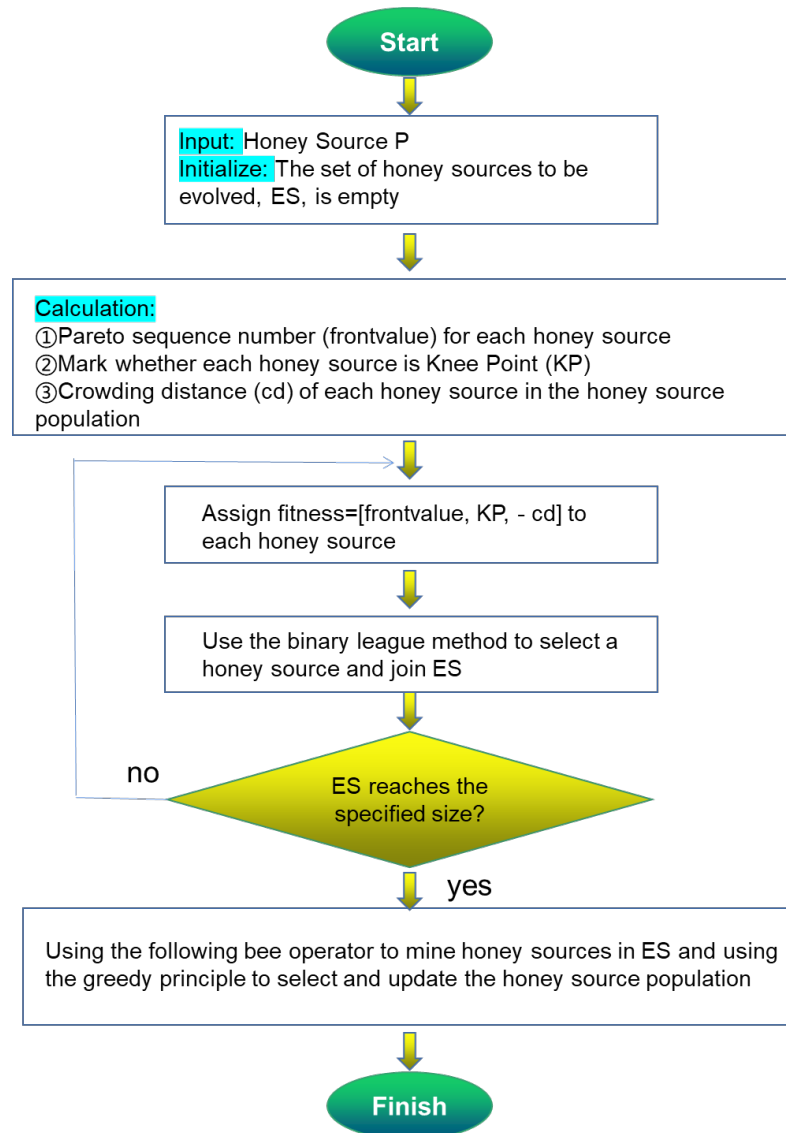 Start
Input: Honey Source P
Initialize: The set of honey sources to be
evolved, ES, is empty
Calculation:
①Pareto sequence number (frontvalue) for each honey source
②Mark whether each honey source is Knee Point (KP)
③Crowding distance (cd) of each honey source in the honey source
population
Assign fitness=[frontvalue, KP, - cd] to
each honey source
Use the binary league method to select a
honey source and join ES
no
ES reaches the
specified size?
yes
Using the following bee operator to mine honey sources in ES and using
the greedy principle to select and update the honey source population
Finish